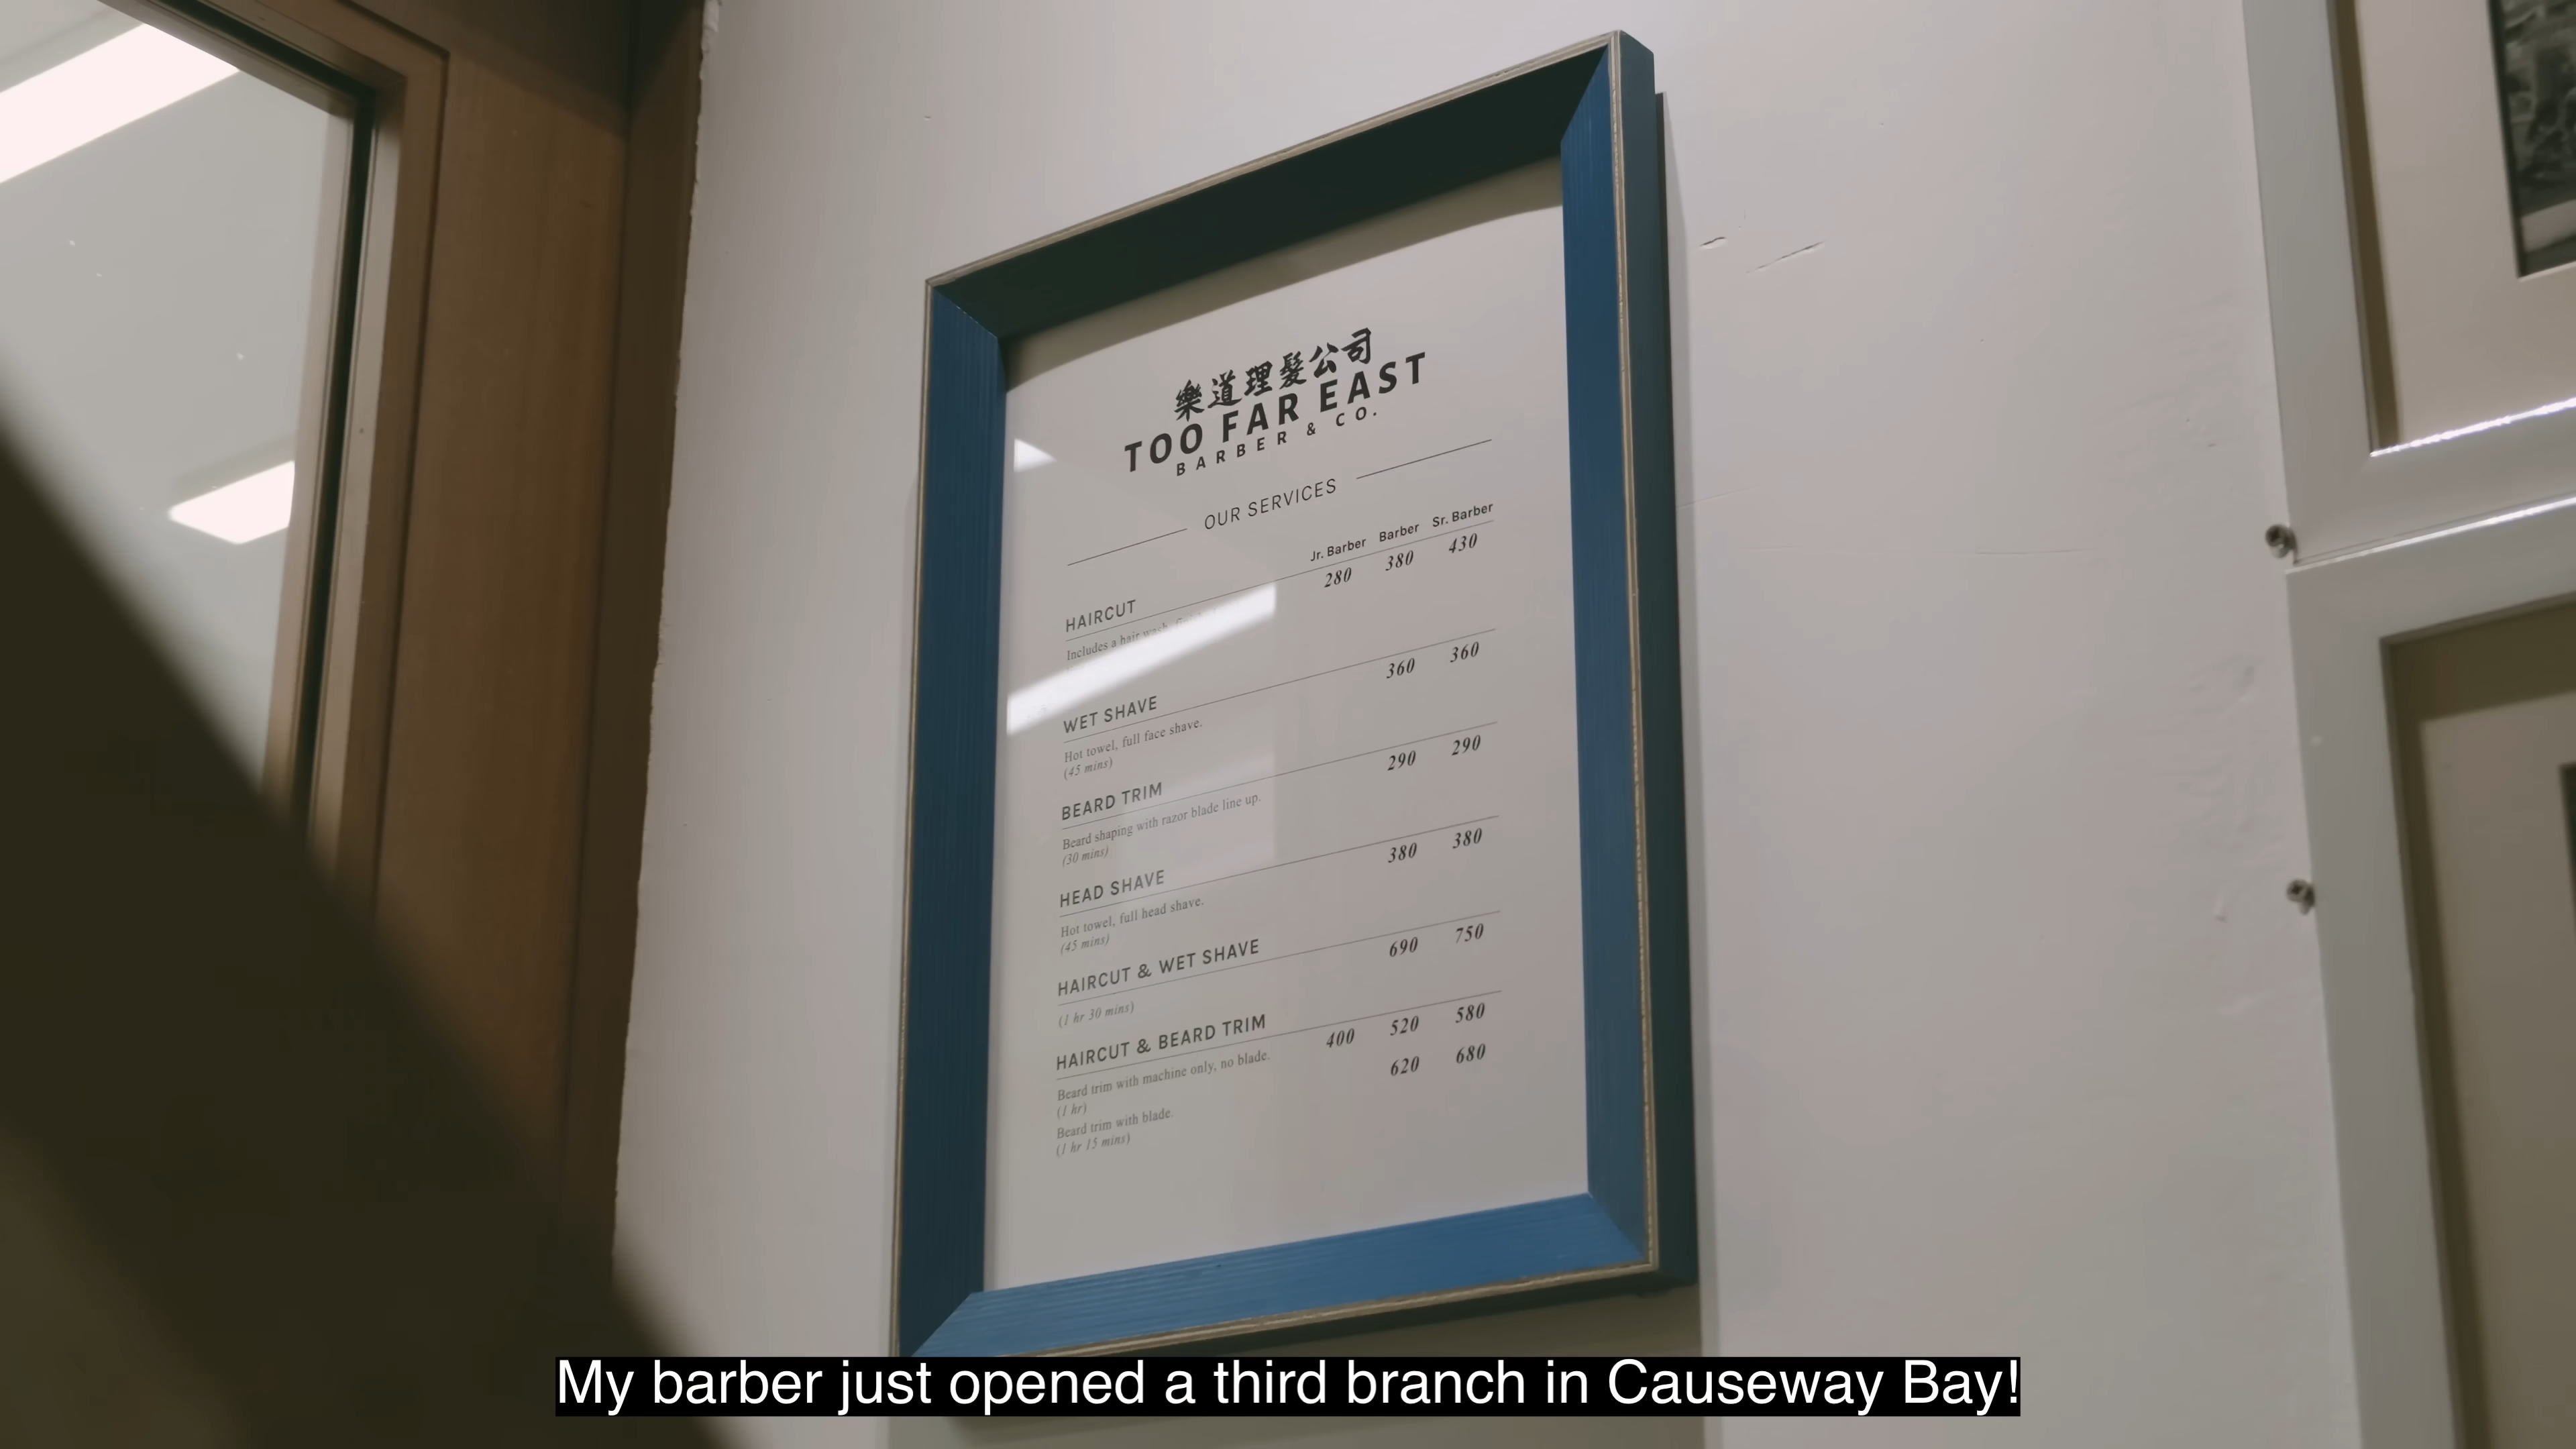 樂道理髮公司
TOO FAR EAST
BARBER & CO.
OUR SERVICES
Jr. Barber Barber Sr. Barber
HAIRCUT 280 380 430
Includes a hair wash,
WET SHAVE 360 360
Hot towel, full face shave.
(45 mins)
BEARD TRIM 290 290
Beard shaping with razor blade line up.
(30 mins)
HEAD SHAVE 380 380
Hot towel, full head shave.
(45 mins)
HAIRCUT & WET SHAVE 690 750
(1 hr 30 mins)
HAIRCUT & BEARD TRIM 400 520 580
Beard trim with machine only, no blade. 620 680
(1 hr)
Beard trim with blade.
(1 hr 15 mins)
My barber just opened a third branch in Causeway Bay!